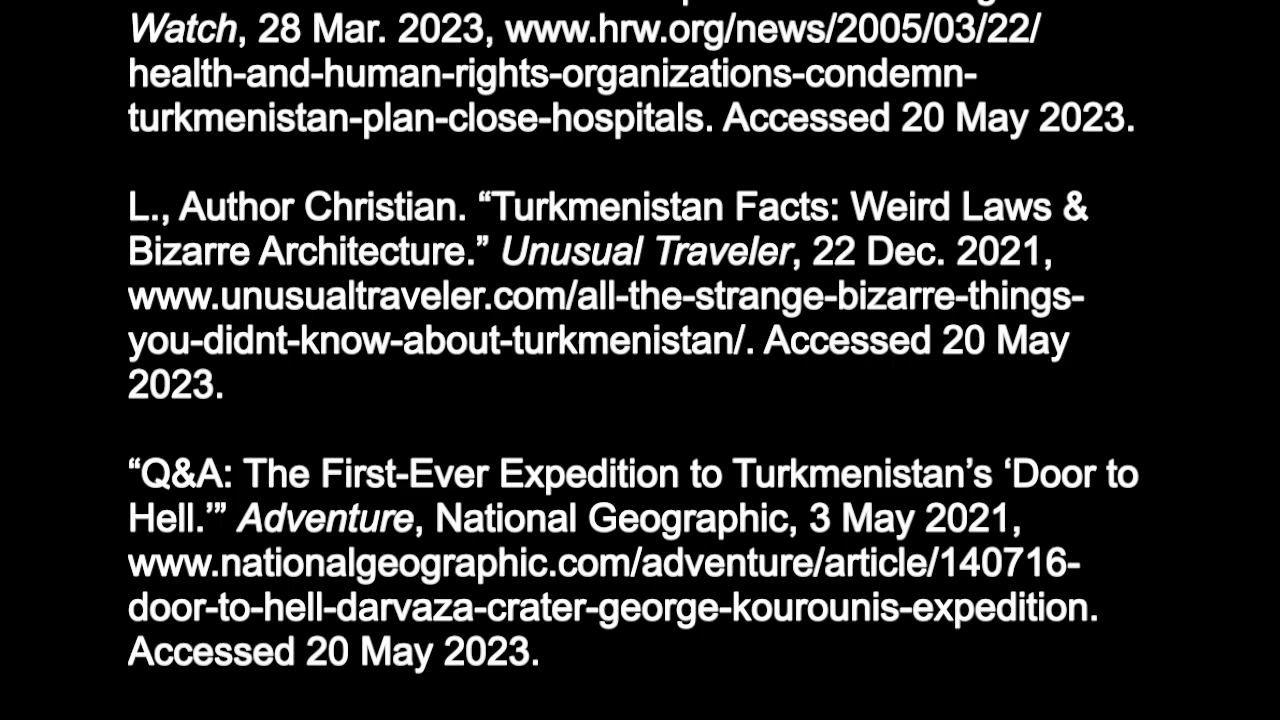 Watch, 28 Mar. 2023, www.hrw.org/news/2005/03/22/
health-and-human-rights-organizations-condemn-
turkmenistan-plan-close-hospitals. Accessed 20 May 2023.
L., Author Christian. “Turkmenistan Facts: Weird Laws &
Bizarre Architecture.” Unusual Traveler, 22 Dec. 2021,
www.unusualtraveler.com/all-the-strange-bizarre-things-
you-didnt-know-about-turkmenistan/. Accessed 20 May
2023.
“Q&A: The First-Ever Expedition to Turkmenistan’s ‘Door to
Hell.’” Adventure, National Geographic, 3 May 2021,
www.nationalgeographic.com/adventure/article/140716-
door-to-hell-darvaza-crater-george-kourounis-expedition.
Accessed 20 May 2023.